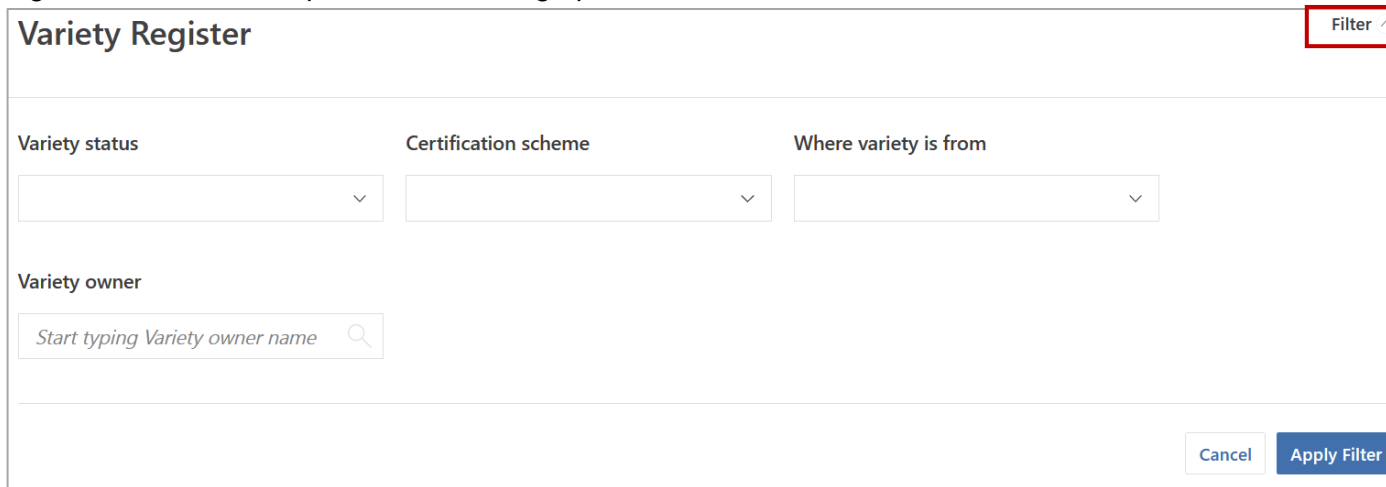 Variety Register
Filter
Variety status
Certification scheme
Where variety is from
Variety owner
Start typing Variety owner name
Cancel
Apply Filter